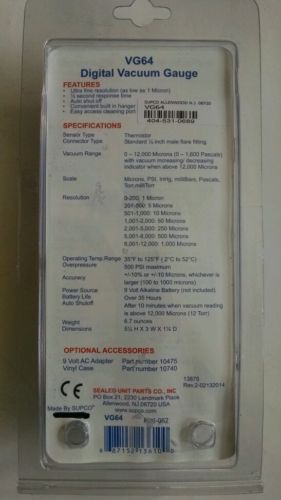 VG64
Digital Vacuum Gauge
FEATURES
• Ultra fine resolution (as low as 1 Micron)
• ½ second response time
• Auto shut off
• Convenient built in hanger
• Easy access cleaning port
SUPCO ALLENWOOD N.J. 08720
VG64
404-531-0689
SPECIFICATIONS
Sensor Type Thermistor
Connector Type Standard ¼ inch male flare fitting
Vacuum Range 0 – 12,000 Microns (0 – 1,600 Pascals)
with vacuum increasing/ decreasing
indicator when above 12,000 Microns
Scale Microns, PSI, InHg, milliBars, Pascals,
Torr, milliTorr
Resolution 0-200, 1 Micron
201-500: 5 Microns
501-1,000: 10 Microns
1,001-2,000: 50 Microns
2,001-5,000: 250 Microns
5,001-8,000: 500 Microns
8,001-12,000: 1,000 Microns
Operating Temp.Range 35°F to 125°F ( 2°C to 52°C)
Overpressure 500 PSI maximum
Accuracy +/-10% or +/-10 Microns, whichever is
larger (100 to 1000 microns)
Power Source 9 Volt Alkaline Battery (not included)
Battery Life Over 35 Hours
Auto Shutoff After 10 minutes when vacuum reading
is above 12,000 Microns (12 Torr)
Weight 6.7 ounces
Dimensions H X 3 W X D
OPTIONAL ACCESSORIES
9 Volt AC Adapter Part number 10475
Vinyl Case Part number 10740
CE
SEALED UNIT PARTS CO., INC
PO Box 21, 2230 Landmark Place
Allenwood, NJ 08720 USA
www.supco.com
13678
Rev.2-02132014
Made By SUPCO
VG64